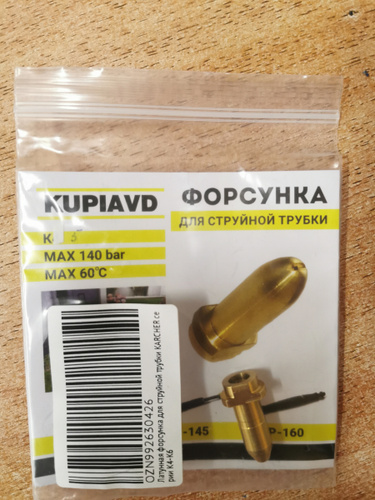 KUPIAVD
ФОРСУНКА
ДЛЯ СТРУЙНОЙ ТРУБКИ
MAX 140 bar
MAX 60°C
-145
P-160
OZN992630426
Латунная форсунка для струйной трубки KARCHER се
рии K4-K6